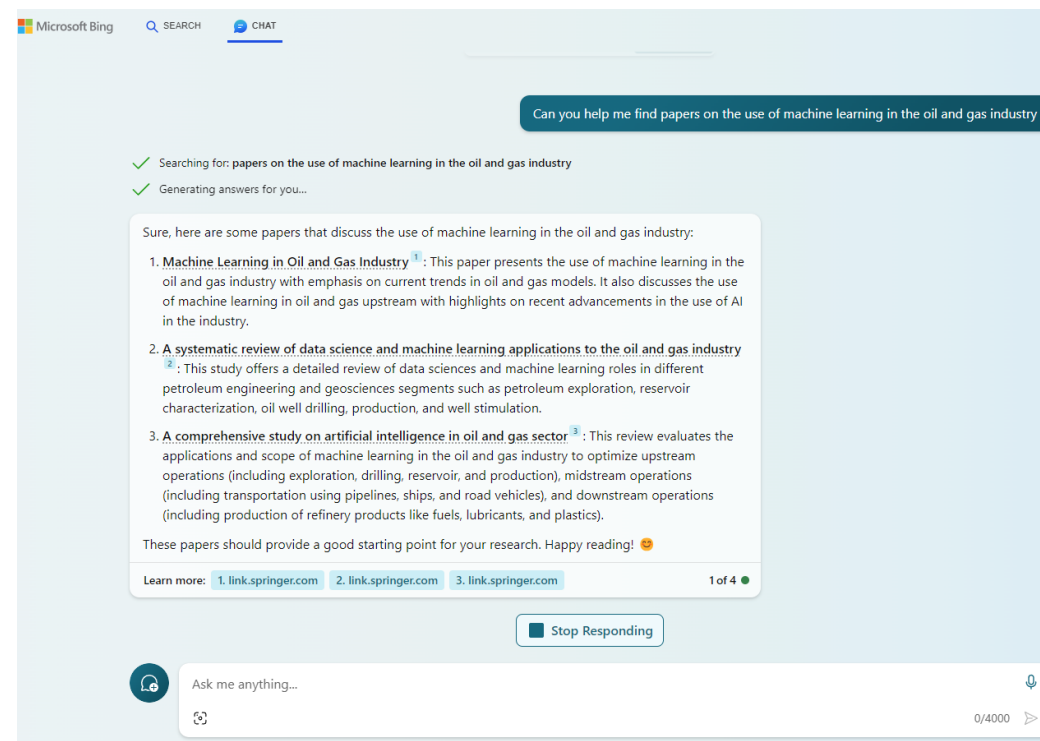 Microsoft Bing
SEARCH
CHAT
Can you help me find papers on the use of machine learning in the oil and gas industry
Searching for: papers on the use of machine learning in the oil and gas industry
Generating answers for you...
Sure, here are some papers that discuss the use of machine learning in the oil and gas industry:
1. Machine Learning in Oil and Gas Industry 1 : This paper presents the use of machine learning in the
oil and gas industry with emphasis on current trends in oil and gas models. It also discusses the use
of machine learning in oil and gas upstream with highlights on recent advancements in the use of AI
in the industry.
2. A systematic review of data science and machine learning applications to the oil and gas industry
2 : This study offers a detailed review of data sciences and machine learning roles in different
petroleum engineering and geosciences segments such as petroleum exploration, reservoir
characterization, oil well drilling, production, and well stimulation.
3. A comprehensive study on artificial intelligence in oil and gas sector 3 : This review evaluates the
applications and scope of machine learning in the oil and gas industry to optimize upstream
operations (including exploration, drilling, reservoir, and production), midstream operations
(including transportation using pipelines, ships, and road vehicles), and downstream operations
(including production of refinery products like fuels, lubricants, and plastics).
These papers should provide a good starting point for your research. Happy reading! 😊
Learn more: 1. link.springer.com 2. link.springer.com 3. link.springer.com 1 of 4
Stop Responding
Ask me anything...
0/4000